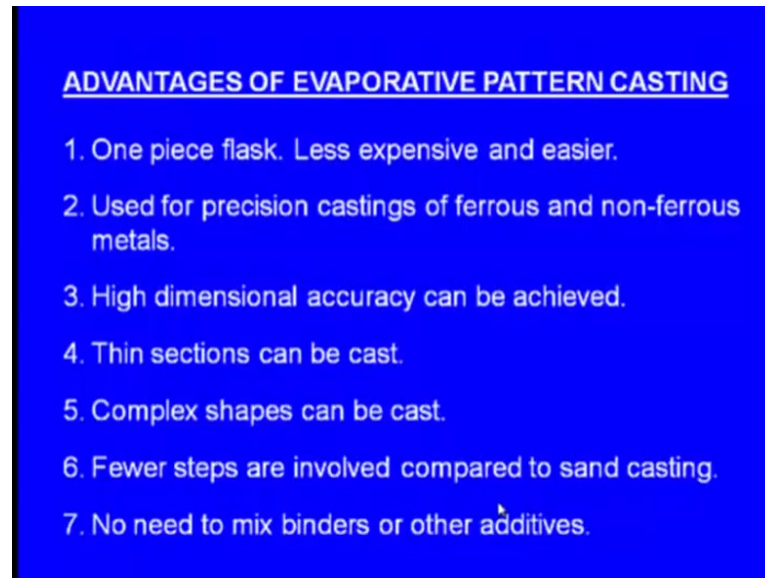 ADVANTAGES OF EVAPORATIVE PATTERN CASTING
1. One piece flask. Less expensive and easier.
2. Used for precision castings of ferrous and non-ferrous
metals.
3. High dimensional accuracy can be achieved.
4. Thin sections can be cast.
5. Complex shapes can be cast.
6. Fewer steps are involved compared to sand casting.
7. No need to mix binders or other additives.